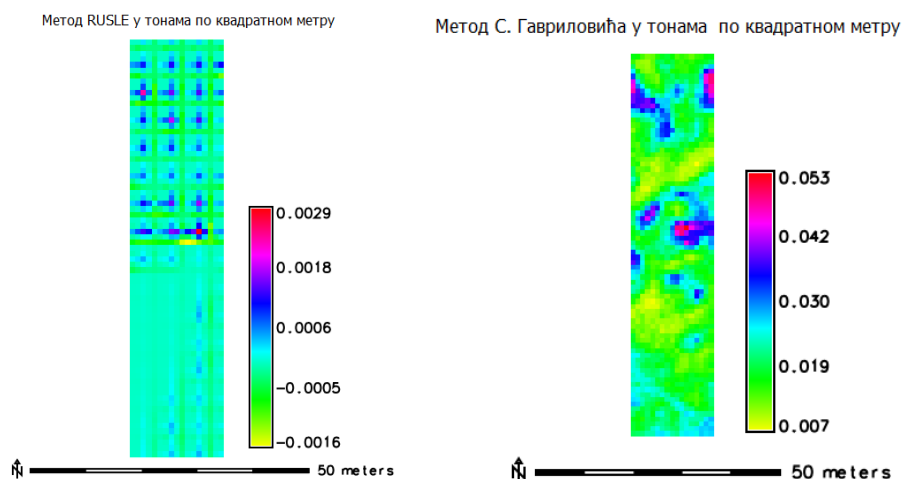 Метод RUSLE у тонама по квадратном метру
0.0029
0.0018
0.0006
−0.0005
−0.0016
N
50 meters
Метод С. Гавриловића у тонама по квадратном метру
0.053
0.042
0.030
0.019
0.007
N
50 meters